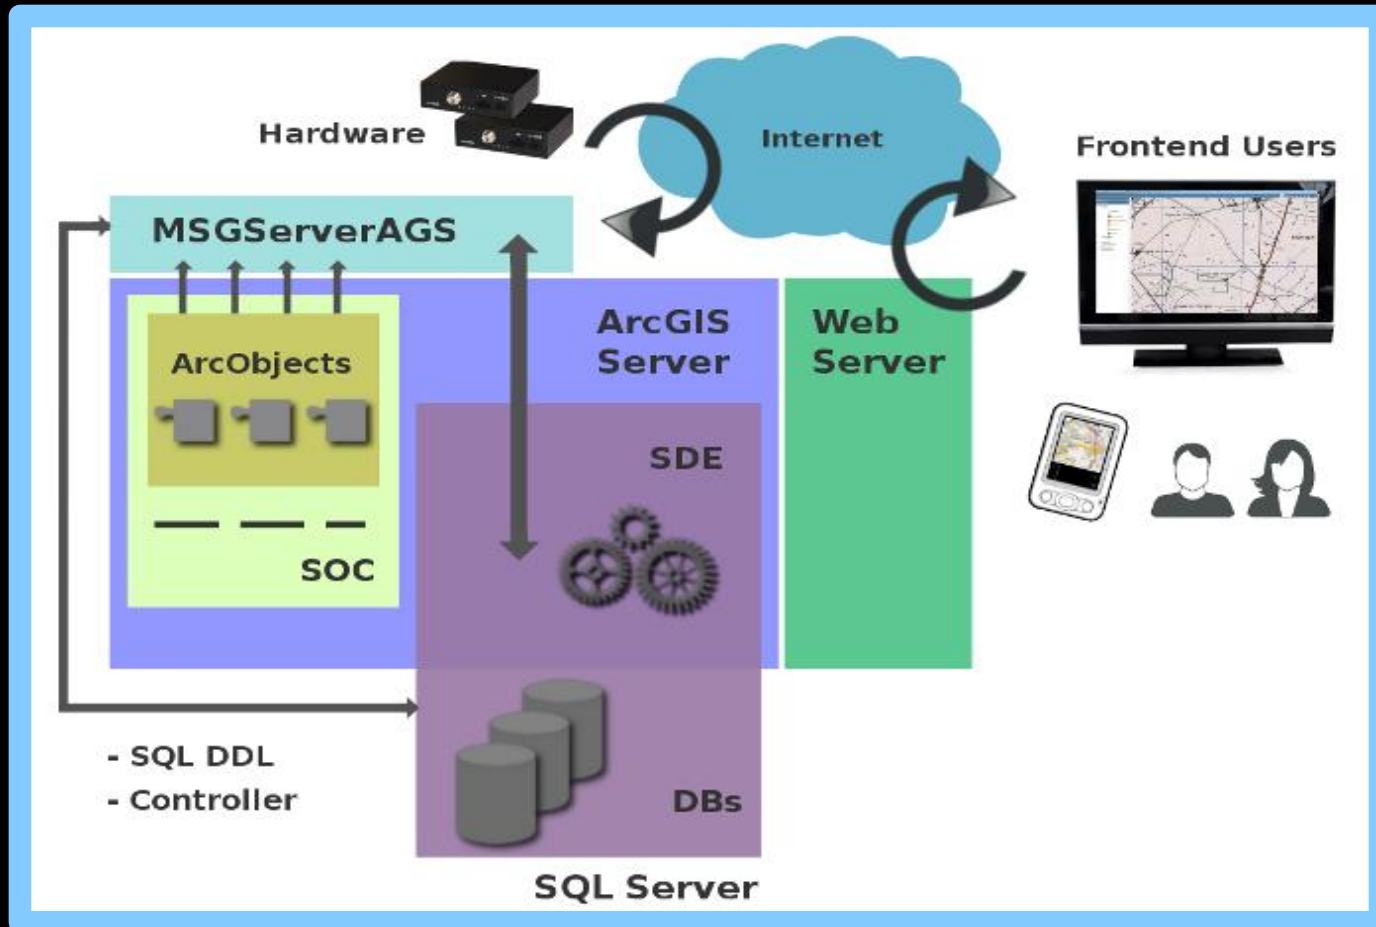 Hardware
Internet
Frontend Users
MSGServerAGS
ArcGIS
Server
Web
Server
ArcObjects
SDE
SOC
- SQL DDL
- Controller
DBs
SQL Server